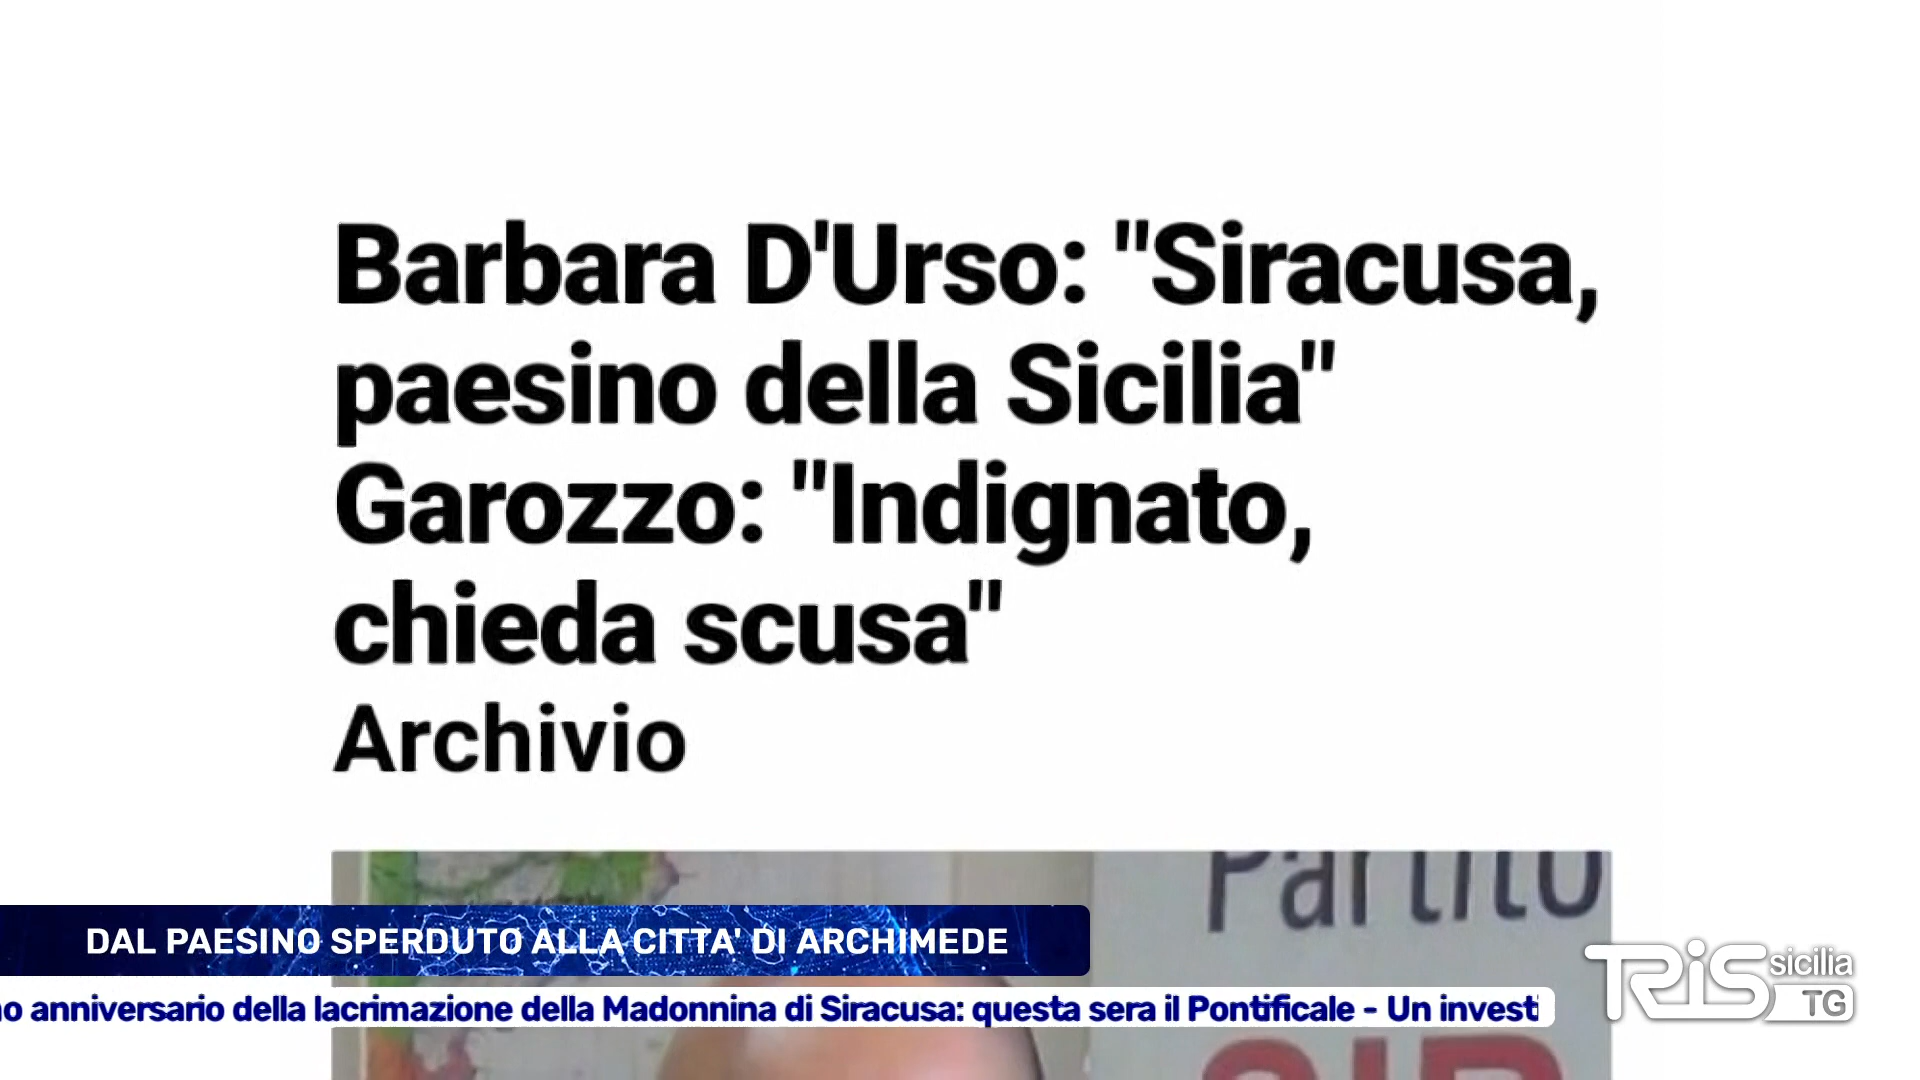 Barbara D'Urso: "Siracusa,
paesino della Sicilia"
Garozzo: "Indignato,
chieda scusa"
Archivio
Partito
DAL PAESINO SPERDUTO ALLA CITTA' DI ARCHIMEDE
anniversario della lacrimazione della Madonnina di Siracusa: questa sera il Pontificale - Un
TRiS sicilia
TG